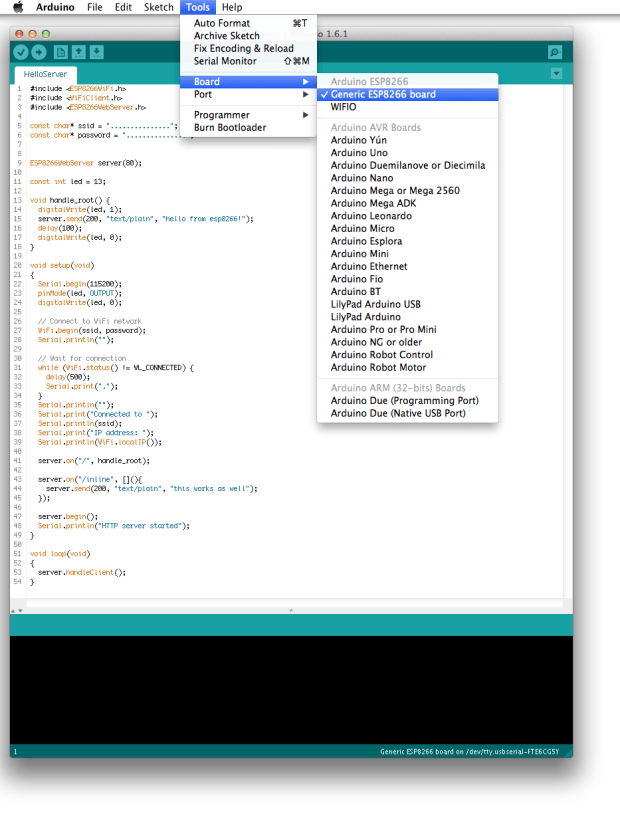 Arduino File Edit Sketch Tools Help
Auto Format ⌘T
Archive Sketch
Fix Encoding & Reload
Serial Monitor ⇧⌘M
Board
Port
Programmer
Burn Bootloader
Arduino ESP8266
✓ Generic ESP8266 board
WIFIO
Arduino AVR Boards
Arduino Yún
Arduino Uno
Arduino Duemilanove or Diecimila
Arduino Nano
Arduino Mega or Mega 2560
Arduino Mega ADK
Arduino Leonardo
Arduino Micro
Arduino Esplora
Arduino Mini
Arduino Ethernet
Arduino Fio
Arduino BT
LilyPad Arduino USB
LilyPad Arduino
Arduino Pro or Pro Mini
Arduino NG or older
Arduino Robot Control
Arduino Robot Motor
Arduino ARM (32-bits) Boards
Arduino Due (Programming Port)
Arduino Due (Native USB Port)
1.6.1
HelloServer
1 #include <ESP8266WiFi.h>
2 #include <WiFiClient.h>
3 #include <ESP8266WebServer.h>
4
5 const char* ssid = "..............";
6 const char* password = "..............
7
8
9 ESP8266WebServer server(80);
10
11 const int led = 13;
12
13 void handle_root() {
14 digitalWrite(led, 1);
15 server.send(200, "text/plain", "hello from esp8266!");
16 delay(100);
17 digitalWrite(led, 0);
18 }
19
20 void setup(void)
21 {
22 Serial.begin(115200);
23 pinMode(led, OUTPUT);
24 digitalWrite(led, 0);
25
26 // Connect to WiFi network
27 WiFi.begin(ssid, password);
28 Serial.println("");
29
30 // Wait for connection
31 while (WiFi.status() != WL_CONNECTED) {
32 delay(500);
33 Serial.print(".");
34 }
35 Serial.println("");
36 Serial.print("Connected to ");
37 Serial.println(ssid);
38 Serial.print("IP address: ");
39 Serial.println(WiFi.localIP());
40
41 server.on("/", handle_root);
42
43 server.on("/inline", [](){
44 server.send(200, "text/plain", "this works as well");
45 });
46
47 server.begin();
48 Serial.println("HTTP server started");
49 }
50
51 void loop(void)
52 {
53 server.handleClient();
54 }
1 Generic ESP8266 board on /dev/tty.usbserial-FTE6CG5Y